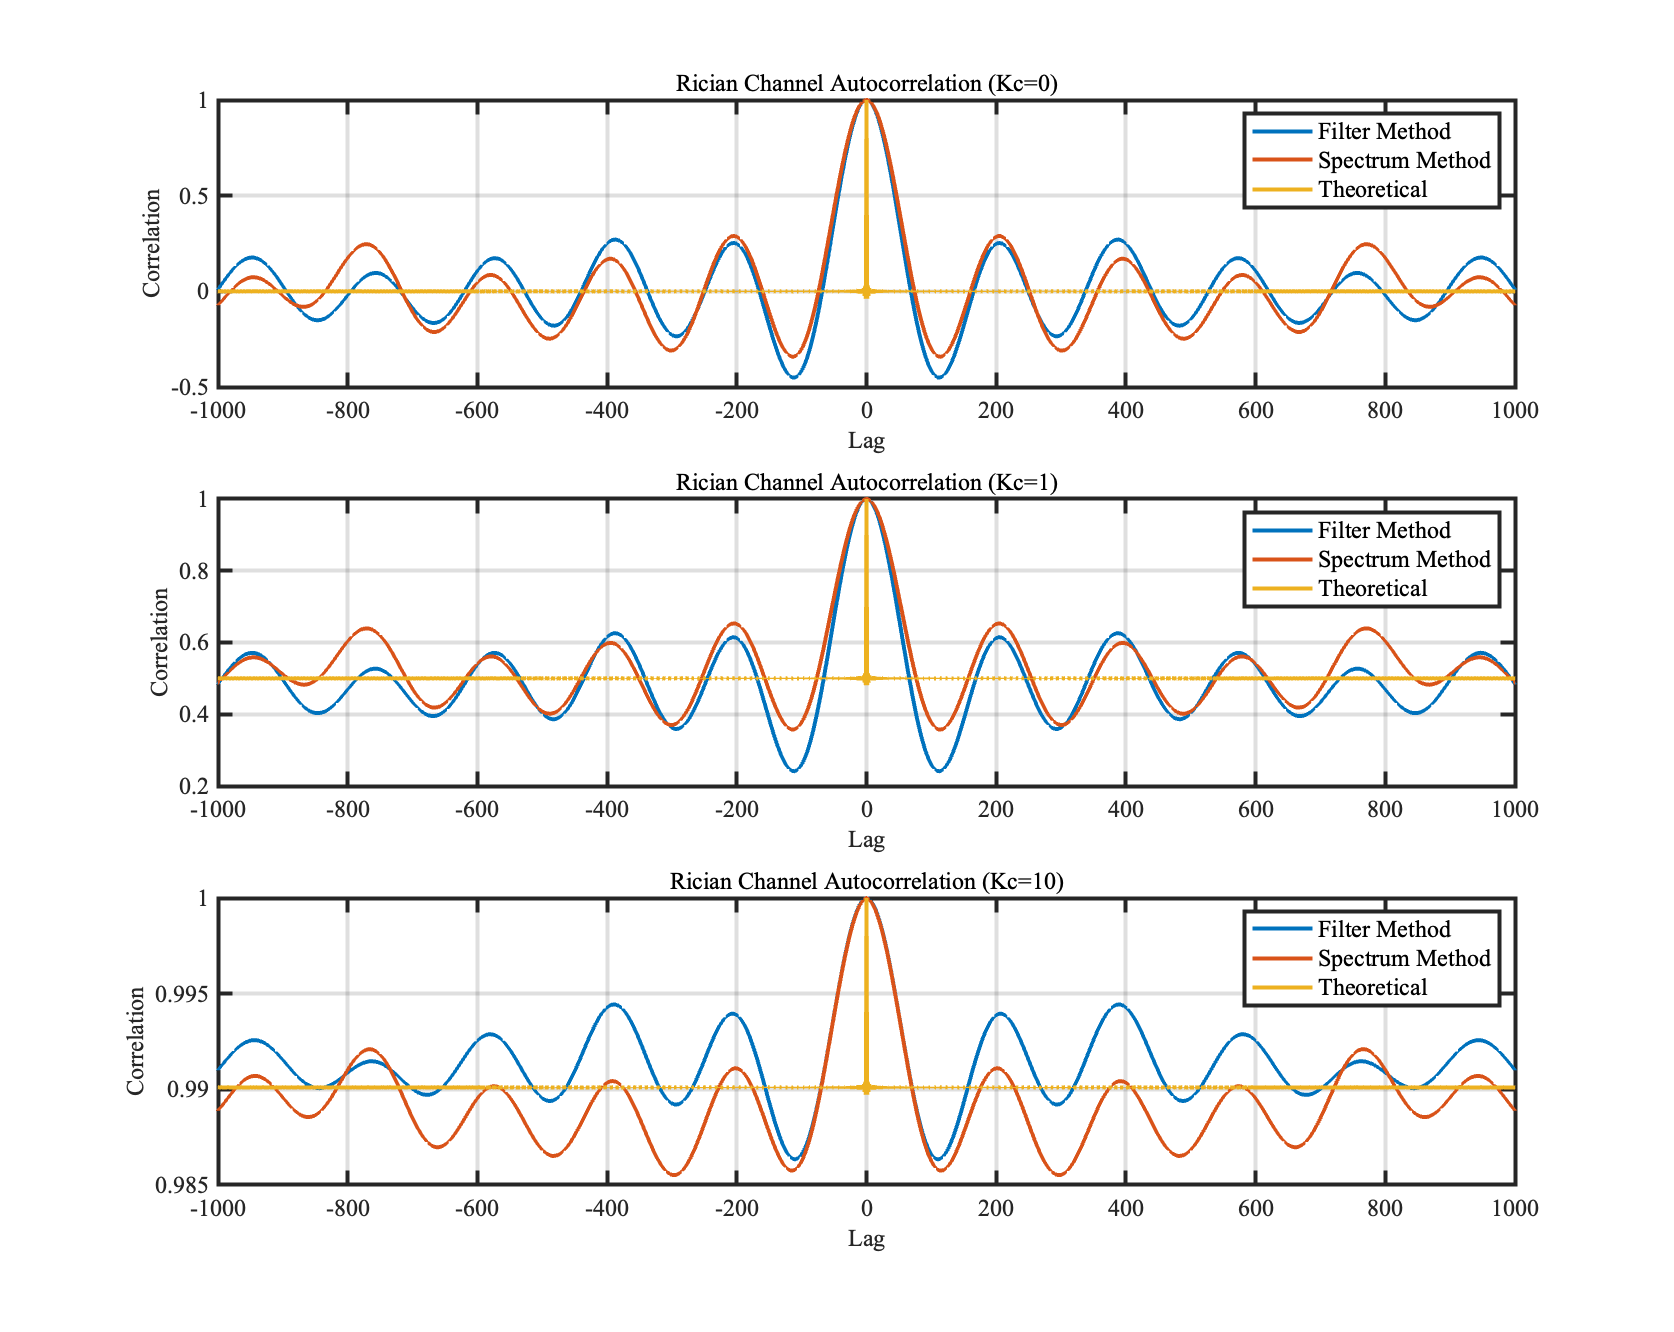 Rician Channel Autocorrelation (Kc=0)
1
0.5
0
-0.5
Correlation
Filter Method
Spectrum Method
Theoretical
-1000 -800 -600 -400 -200 0 200 400 600 800 1000
Lag
Rician Channel Autocorrelation (Kc=1)
1
0.8
0.6
0.4
0.2
Correlation
Filter Method
Spectrum Method
Theoretical
-1000 -800 -600 -400 -200 0 200 400 600 800 1000
Lag
Rician Channel Autocorrelation (Kc=10)
1
0.995
0.99
0.985
Correlation
Filter Method
Spectrum Method
Theoretical
-1000 -800 -600 -400 -200 0 200 400 600 800 1000
Lag